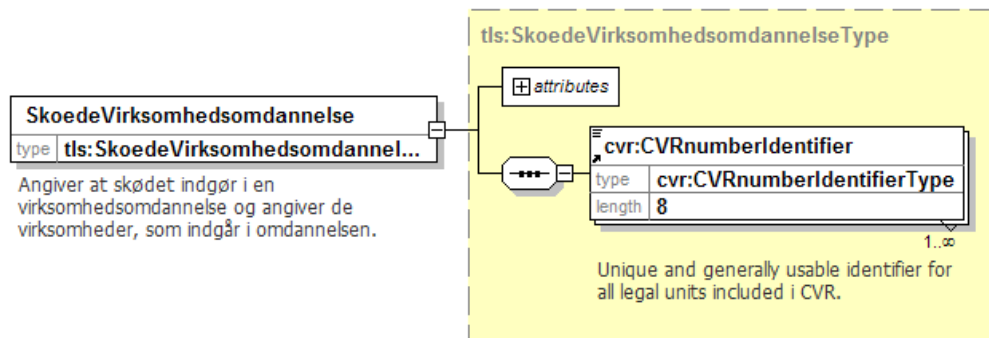 tls:SkoedeVirksomhedsomdannelseType
attributes
SkoedeVirksomhedsomdannelse
type tls:SkoedeVirksomhedsomdannel...
Angiver at skødet indgør i en
virksomhedsomdannelse og angiver de
virksomheder, som indgår i omdannelsen.
cvr:CVRnumberIdentifier
type cvr:CVRnumberIdentifierType
length 8
1..∞
Unique and generally usable identifier for
all legal units included i CVR.